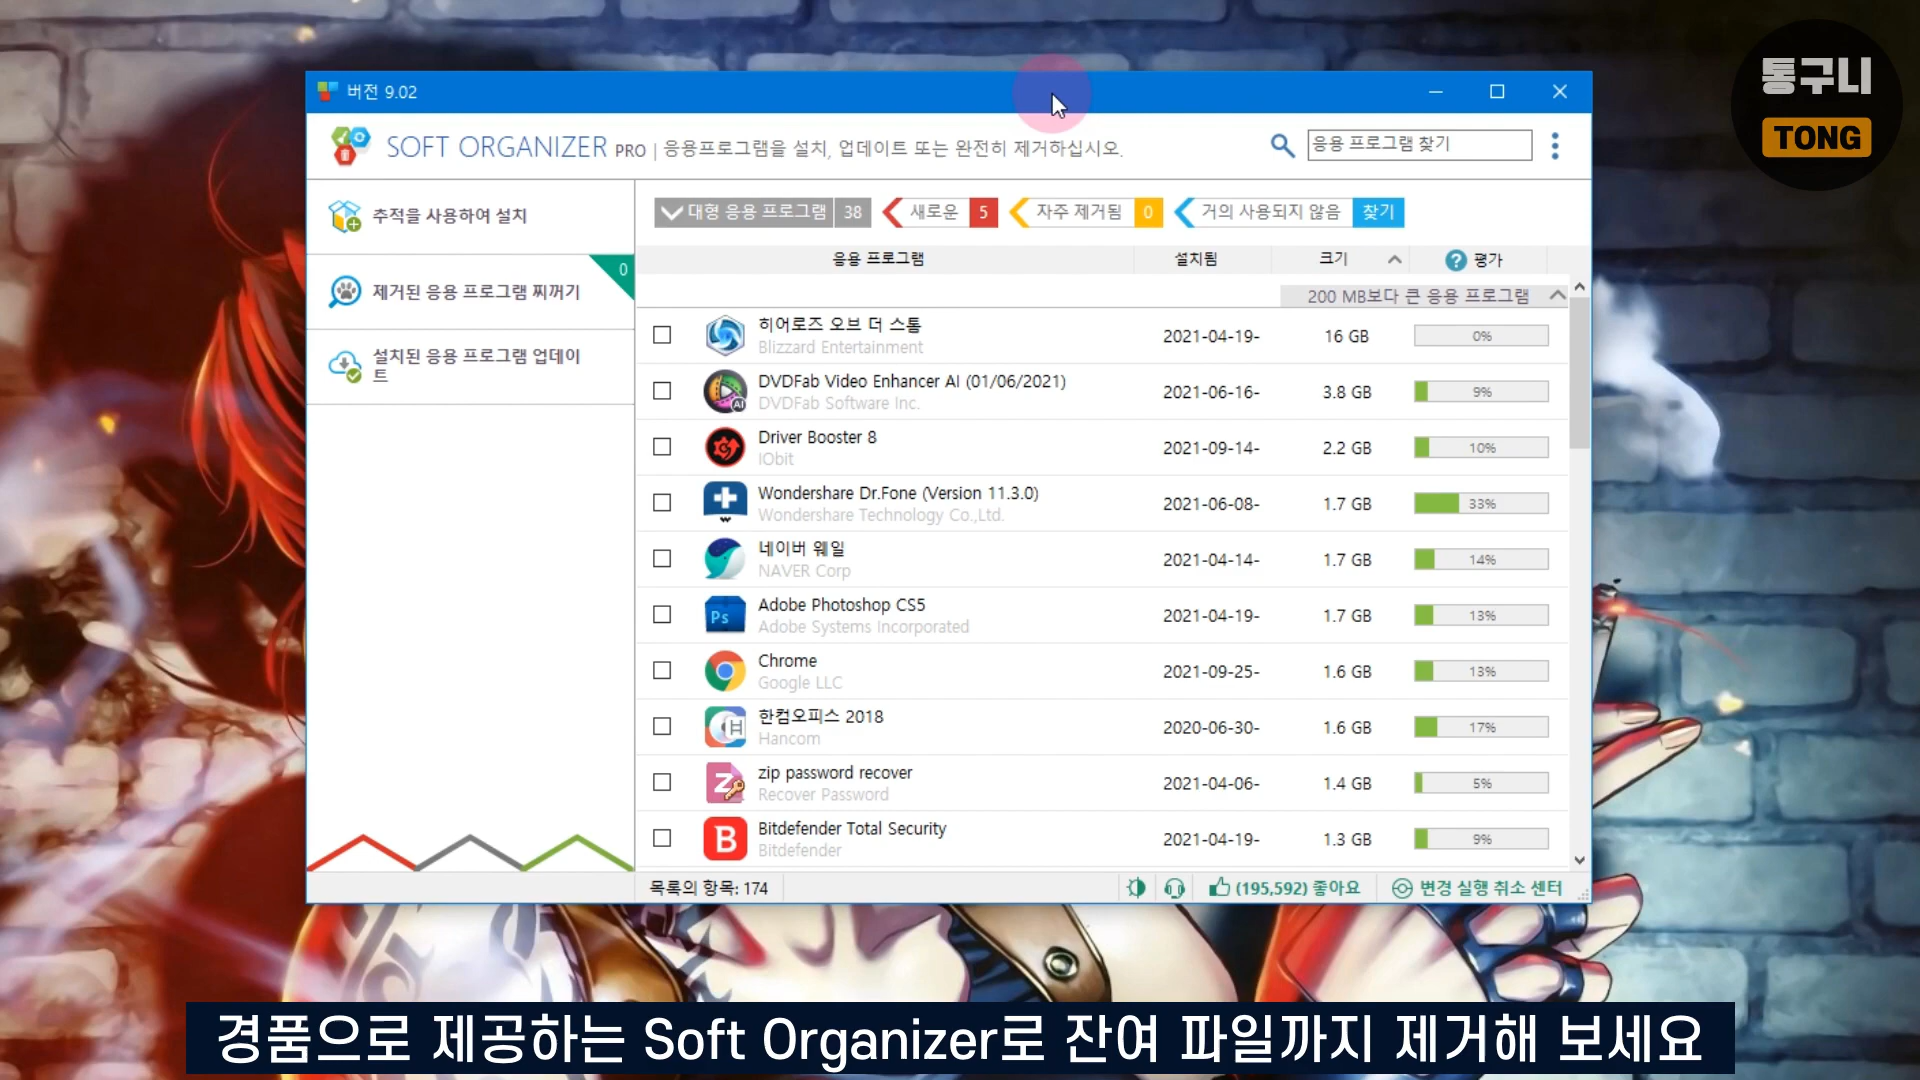 통구니
TONG
버전 9.02
SOFT ORGANIZER PRO | 응용프로그램을 설치, 업데이트 또는 완전히 제거하십시오.
응용 프로그램 찾기
추적을 사용하여 설치
제거된 응용 프로그램 찌꺼기
0
설치된 응용 프로그램 업데이
트
대형 응용 프로그램 38
새로운 5
자주 제거됨 0
거의 사용되지 않음 찾기
응용 프로그램 설치됨 크기 ? 평가
200 MB보다 큰 응용 프로그램
히어로즈 오브 더 스톰
Blizzard Entertainment
2021-04-19- 16 GB 0%
DVDFab Video Enhancer AI (01/06/2021)
DVDFab Software Inc.
2021-06-16- 3.8 GB 9%
Driver Booster 8
IObit
2021-09-14- 2.2 GB 10%
Wondershare Dr.Fone (Version 11.3.0)
Wondershare Technology Co.,Ltd.
2021-06-08- 1.7 GB 33%
네이버 웨일
NAVER Corp
2021-04-14- 1.7 GB 14%
Adobe Photoshop CS5
Adobe Systems Incorporated
2021-04-19- 1.7 GB 13%
Chrome
Google LLC
2021-09-25- 1.6 GB 13%
한컴오피스 2018
Hancom
2020-06-30- 1.6 GB 17%
zip password recover
Recover Password
2021-04-06- 1.4 GB 5%
Bitdefender Total Security
Bitdefender
2021-04-19- 1.3 GB 9%
목록의 항목: 174
(195,592) 좋아요
변경 실행 취소 센터
경품으로 제공하는 Soft Organizer로 잔여 파일까지 제거해 보세요